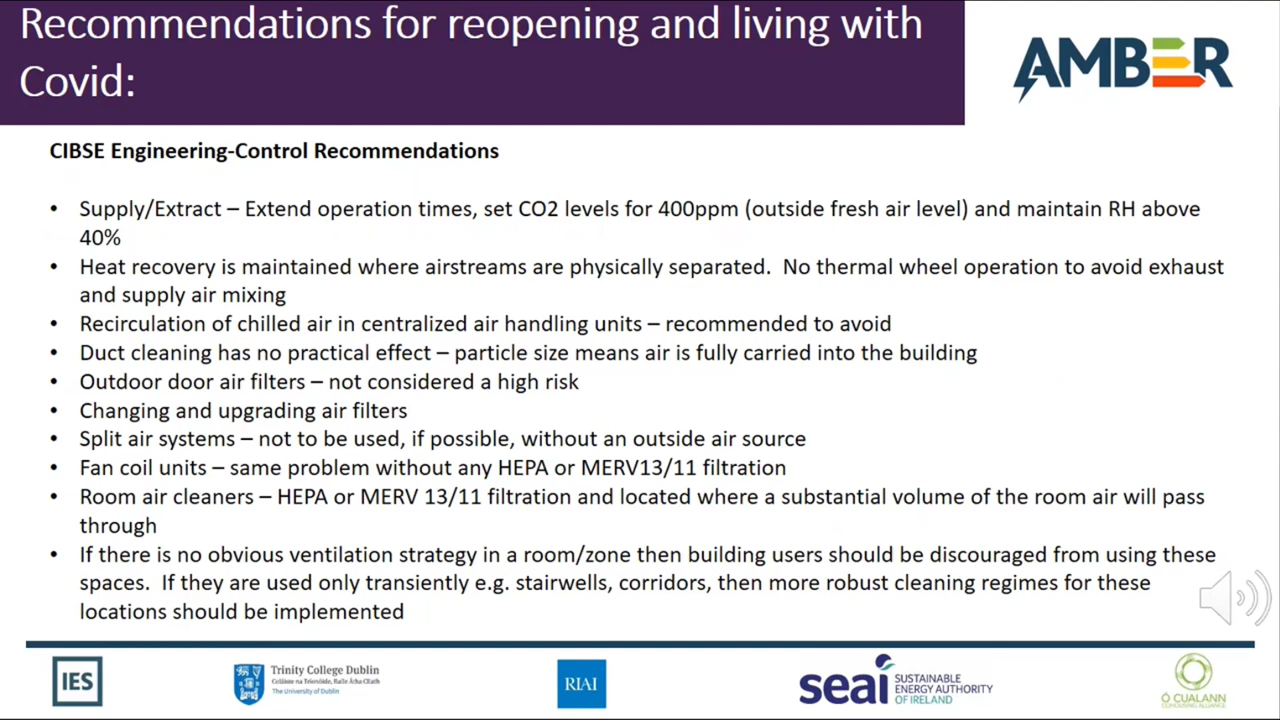 Recommendations for reopening and living with
Covid:
AMBER
CIBSE Engineering-Control Recommendations
• Supply/Extract – Extend operation times, set CO2 levels for 400ppm (outside fresh air level) and maintain RH above
40%
• Heat recovery is maintained where airstreams are physically separated.  No thermal wheel operation to avoid exhaust
and supply air mixing
• Recirculation of chilled air in centralized air handling units – recommended to avoid
• Duct cleaning has no practical effect – particle size means air is fully carried into the building
• Outdoor door air filters – not considered a high risk
• Changing and upgrading air filters
• Split air systems – not to be used, if possible, without an outside air source
• Fan coil units – same problem without any HEPA or MERV13/11 filtration
• Room air cleaners – HEPA or MERV 13/11 filtration and located where a substantial volume of the room air will pass
through
• If there is no obvious ventilation strategy in a room/zone then building users should be discouraged from using these
spaces.  If they are used only transiently e.g. stairwells, corridors, then more robust cleaning regimes for these
locations should be implemented
IES
Trinity College Dublin
Coláiste na Tríonóide, Baile Átha Cliath
The University of Dublin
RIAI
seai
SUSTAINABLE
ENERGY AUTHORITY
OF IRELAND
Ó CUALANN
COHOUSING ALLIANCE